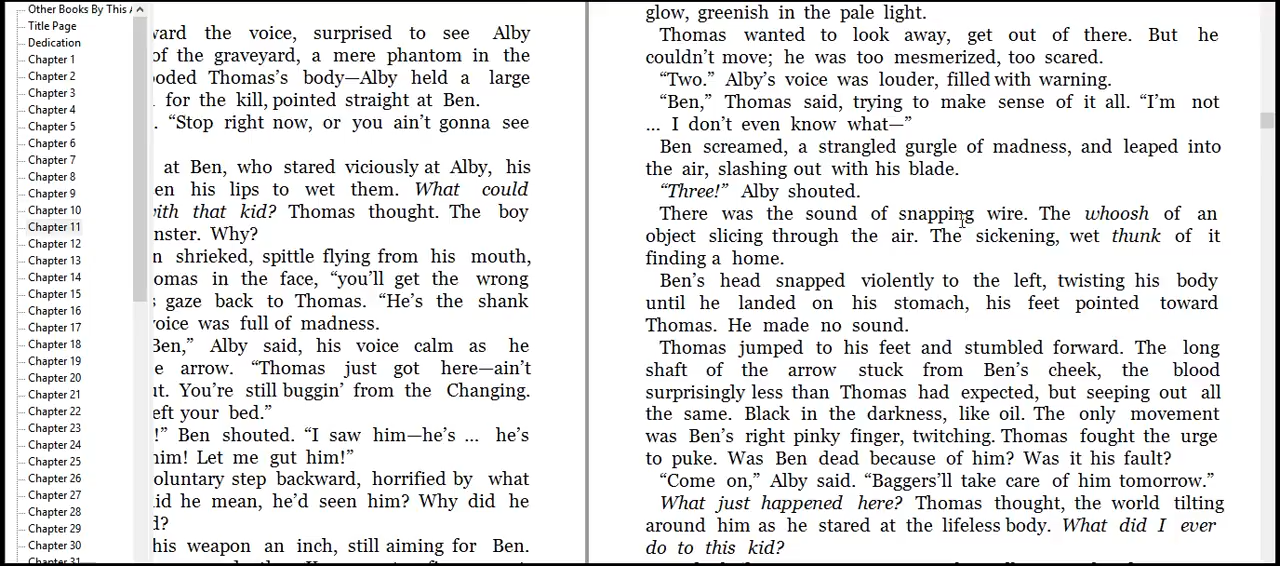 Other Books By This A
Title Page
Dedication
Chapter 1
Chapter 2
Chapter 3
Chapter 4
Chapter 5
Chapter 6
Chapter 7
Chapter 8
Chapter 9
Chapter 10
Chapter 11
Chapter 12
Chapter 13
Chapter 14
Chapter 15
Chapter 16
Chapter 17
Chapter 18
Chapter 19
Chapter 20
Chapter 21
Chapter 22
Chapter 23
Chapter 24
Chapter 25
Chapter 26
Chapter 27
Chapter 28
Chapter 29
Chapter 30
Chapter 31
ward the voice, surprised to see Alby
of the graveyard, a mere phantom in the
ooded Thomas’s body—Alby held a large
for the kill, pointed straight at Ben.
. “Stop right now, or you ain’t gonna see
at Ben, who stared viciously at Alby, his
en his lips to wet them. What could
with that kid? Thomas thought. The boy
nster. Why?
n shrieked, spittle flying from his mouth,
omas in the face, “you’ll get the wrong
s gaze back to Thomas. “He’s the shank
voice was full of madness.
Ben,” Alby said, his voice calm as he
e arrow. “Thomas just got here—ain’t
ut. You’re still buggin’ from the Changing.
eft your bed.”
!” Ben shouted. “I saw him—he’s … he’s
him! Let me gut him!”
oluntary step backward, horrified by what
id he mean, he’d seen him? Why did he
d?
his weapon an inch, still aiming for Ben.
glow, greenish in the pale light.
Thomas wanted to look away, get out of there. But he
couldn’t move; he was too mesmerized, too scared.
“Two.” Alby’s voice was louder, filled with warning.
“Ben,” Thomas said, trying to make sense of it all. “I’m not
… I don’t even know what—”
Ben screamed, a strangled gurgle of madness, and leaped into
the air, slashing out with his blade.
“Three!” Alby shouted.
There was the sound of snapping wire. The whoosh of an
object slicing through the air. The sickening, wet thunk of it
finding a home.
Ben’s head snapped violently to the left, twisting his body
until he landed on his stomach, his feet pointed toward
Thomas. He made no sound.
Thomas jumped to his feet and stumbled forward. The long
shaft of the arrow stuck from Ben’s cheek, the blood
surprisingly less than Thomas had expected, but seeping out all
the same. Black in the darkness, like oil. The only movement
was Ben’s right pinky finger, twitching. Thomas fought the urge
to puke. Was Ben dead because of him? Was it his fault?
“Come on,” Alby said. “Baggers’ll take care of him tomorrow.”
What just happened here? Thomas thought, the world tilting
around him as he stared at the lifeless body. What did I ever
do to this kid?